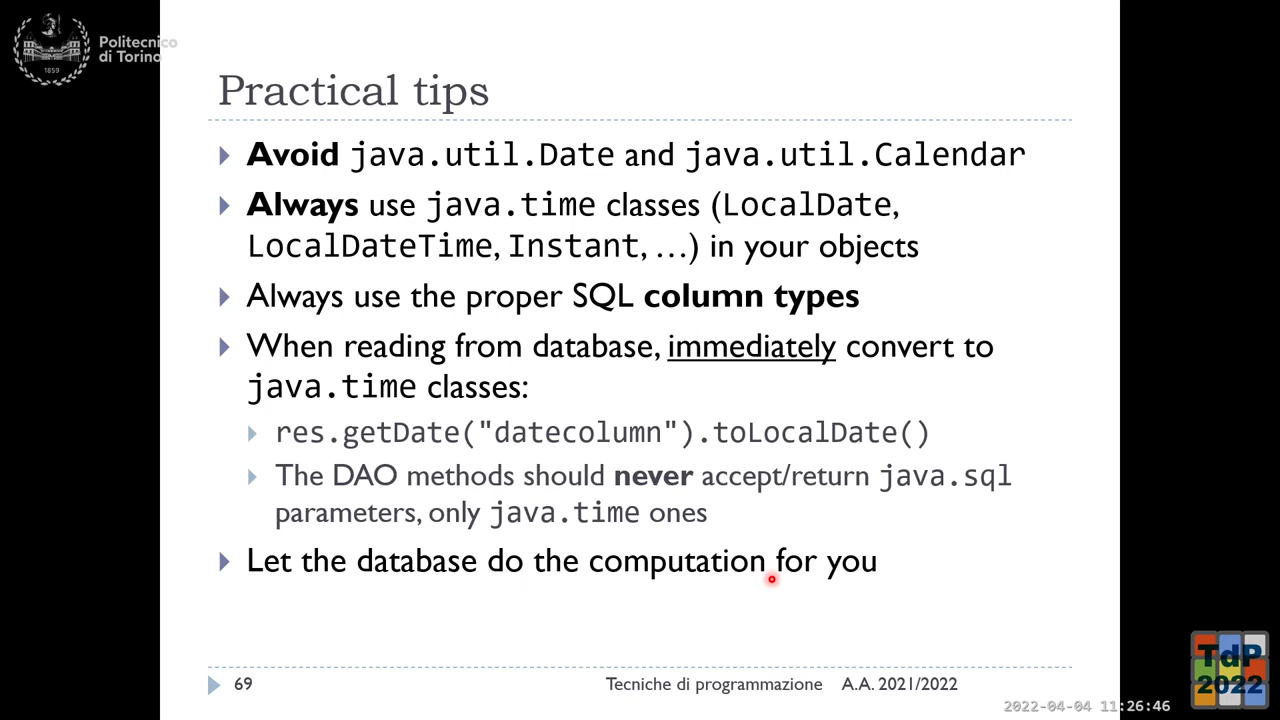 Politecnico
di Torino
1859
Practical tips
Avoid java.util.Date and java.util.Calendar
Always use java.time classes (LocalDate,
LocalDateTime, Instant, …) in your objects
Always use the proper SQL column types
When reading from database, immediately convert to
java.time classes:
res.getDate("datecolumn").toLocalDate()
The DAO methods should never accept/return java.sql
parameters, only java.time ones
Let the database do the computation for you
69 Tecniche di programmazione A.A. 2021/2022
TdP
2022
2022-04-04 11:26:46